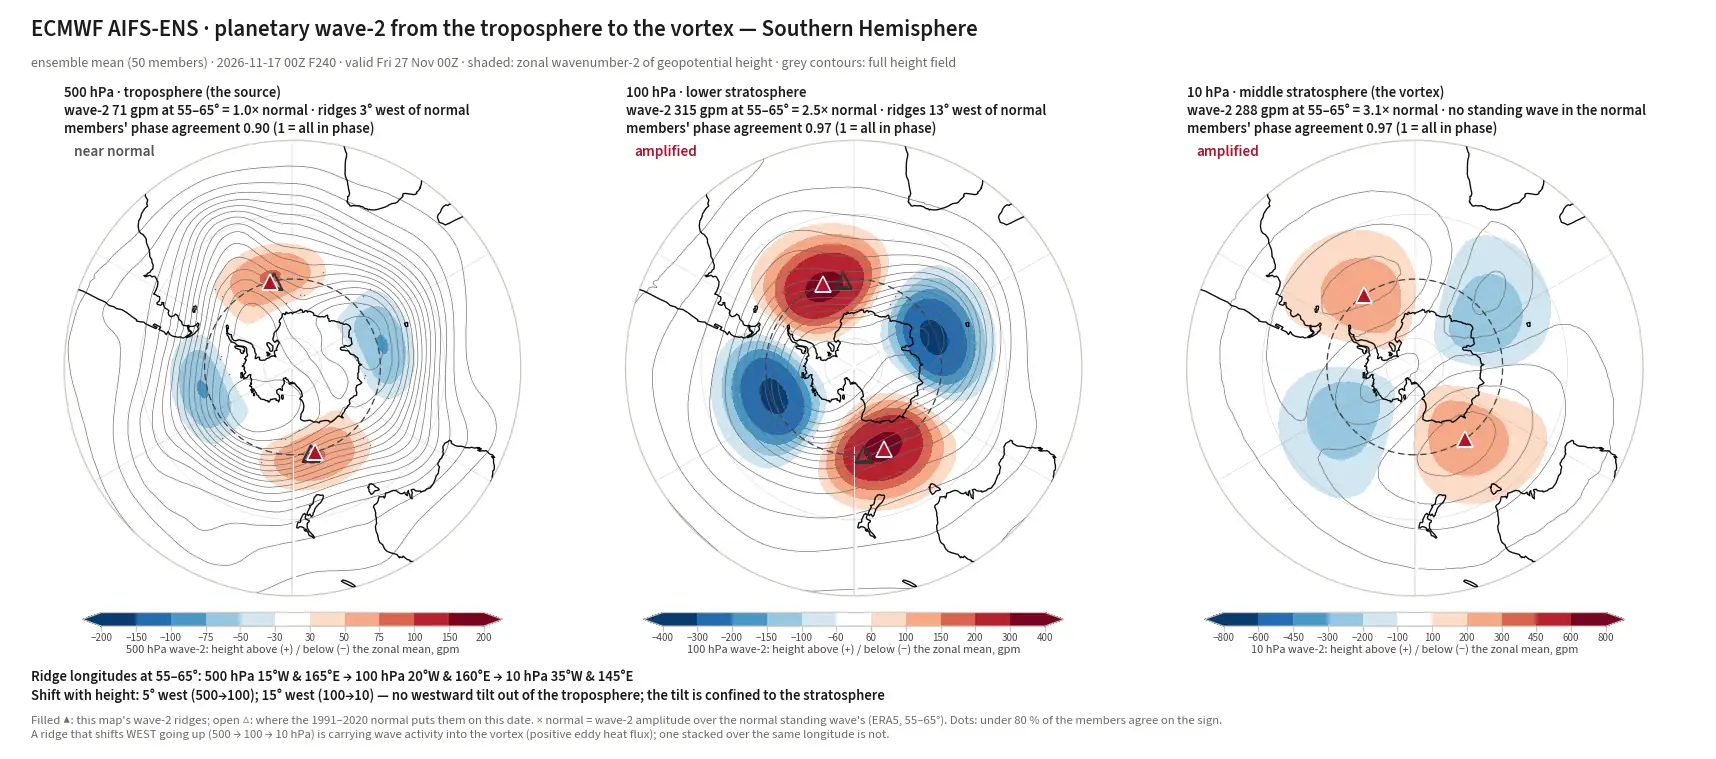 ECMWF AIFS-ENS · planetary wave-2 from the troposphere to the vortex — Southern Hemisphere
ensemble mean (50 members) · 2026-11-17 00Z F240 · valid Fri 27 Nov 00Z · shaded: zonal wavenumber-2 of geopotential height · grey contours: full height field
500 hPa · troposphere (the source)
wave-2 71 gpm at 55–65° = 1.0× normal · ridges 3° west of normal
members' phase agreement 0.90 (1 = all in phase)
near normal
100 hPa · lower stratosphere
wave-2 315 gpm at 55–65° = 2.5× normal · ridges 13° west of normal
members' phase agreement 0.97 (1 = all in phase)
amplified
10 hPa · middle stratosphere (the vortex)
wave-2 288 gpm at 55–65° = 3.1× normal · no standing wave in the normal
members' phase agreement 0.97 (1 = all in phase)
amplified
−200 −150 −100 −75 −50 −30 30 50 75 100 150 200
500 hPa wave-2: height above (+) / below (−) the zonal mean, gpm
−400 −300 −200 −150 −100 −60 60 100 150 200 300 400
100 hPa wave-2: height above (+) / below (−) the zonal mean, gpm
−800 −600 −450 −300 −200 −100 100 200 300 450 600 800
10 hPa wave-2: height above (+) / below (−) the zonal mean, gpm
Ridge longitudes at 55–65°: 500 hPa 15°W & 165°E → 100 hPa 20°W & 160°E → 10 hPa 35°W & 145°E
Shift with height: 5° west (500→100); 15° west (100→10) — no westward tilt out of the troposphere; the tilt is confined to the stratosphere
Filled ▲: this map's wave-2 ridges; open △: where the 1991–2020 normal puts them on this date. × normal = wave-2 amplitude over the normal standing wave's (ERA5, 55–65°). Dots: under 80 % of the members agree on the sign.
A ridge that shifts WEST going up (500 → 100 → 10 hPa) is carrying wave activity into the vortex (positive eddy heat flux); one stacked over the same longitude is not.